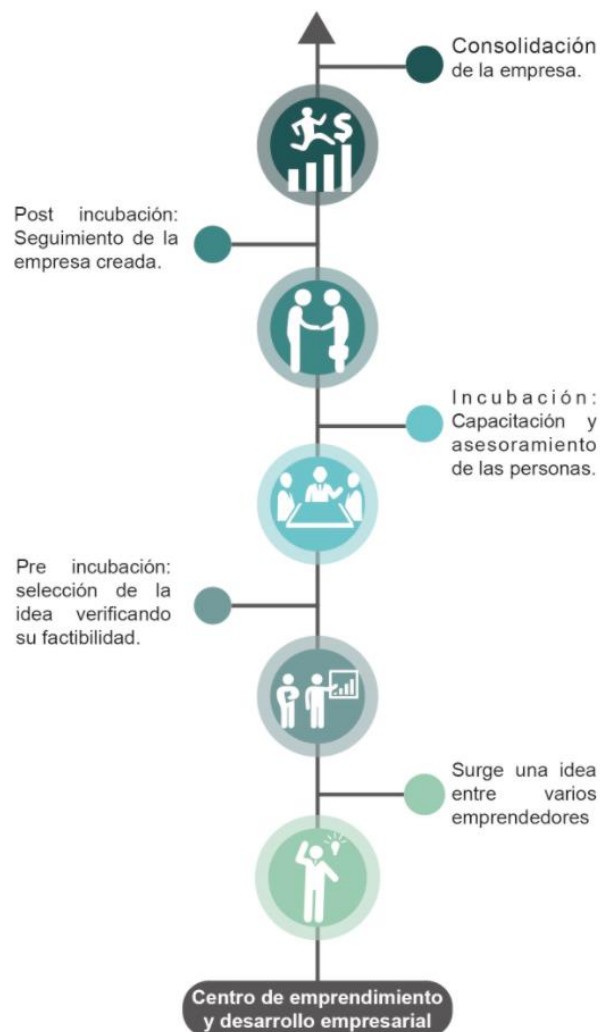 Consolidación
de la empresa.
Post incubación:
Seguimiento de la
empresa creada.
Incubación:
Capacitación y
asesoramiento
de las personas.
Pre incubación:
selección de la
idea verificando
su factibilidad.
Surge una idea
entre varios
emprendedores
Centro de emprendimiento
y desarrollo empresarial